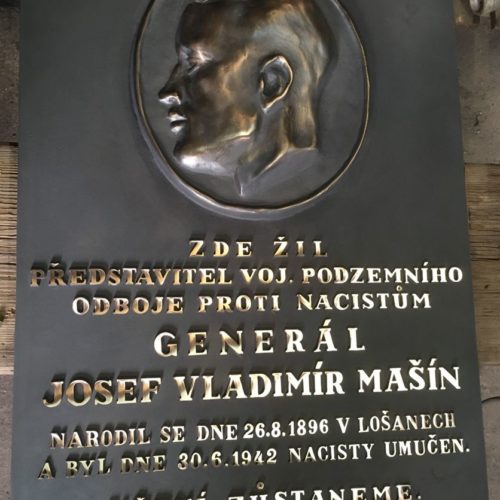 ZDE ŽIL
PŘEDSTAVITEL VOJ. PODZEMNÍHO
ODBOJE PROTI NACISTŮM
GENERÁL
JOSEF VLADIMÍR MAŠÍN
NARODIL SE DNE 26.8.1896 V LOŠANECH
A BYL DNE 30.6.1942 NACISTY UMUČEN.
ZŮSTANEME